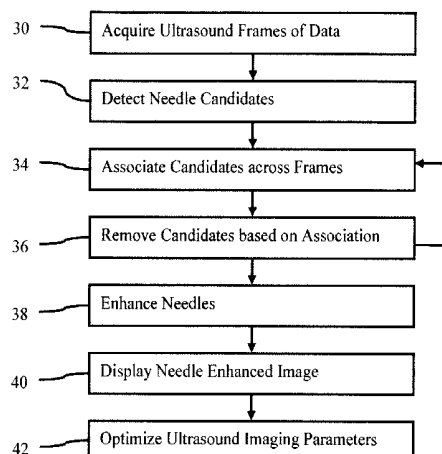 30 Acquire Ultrasound Frames of Data
32 Detect Needle Candidates
34 Associate Candidates across Frames
36 Remove Candidates based on Association
38 Enhance Needles
40 Display Needle Enhanced Image
42 Optimize Ultrasound Imaging Parameters